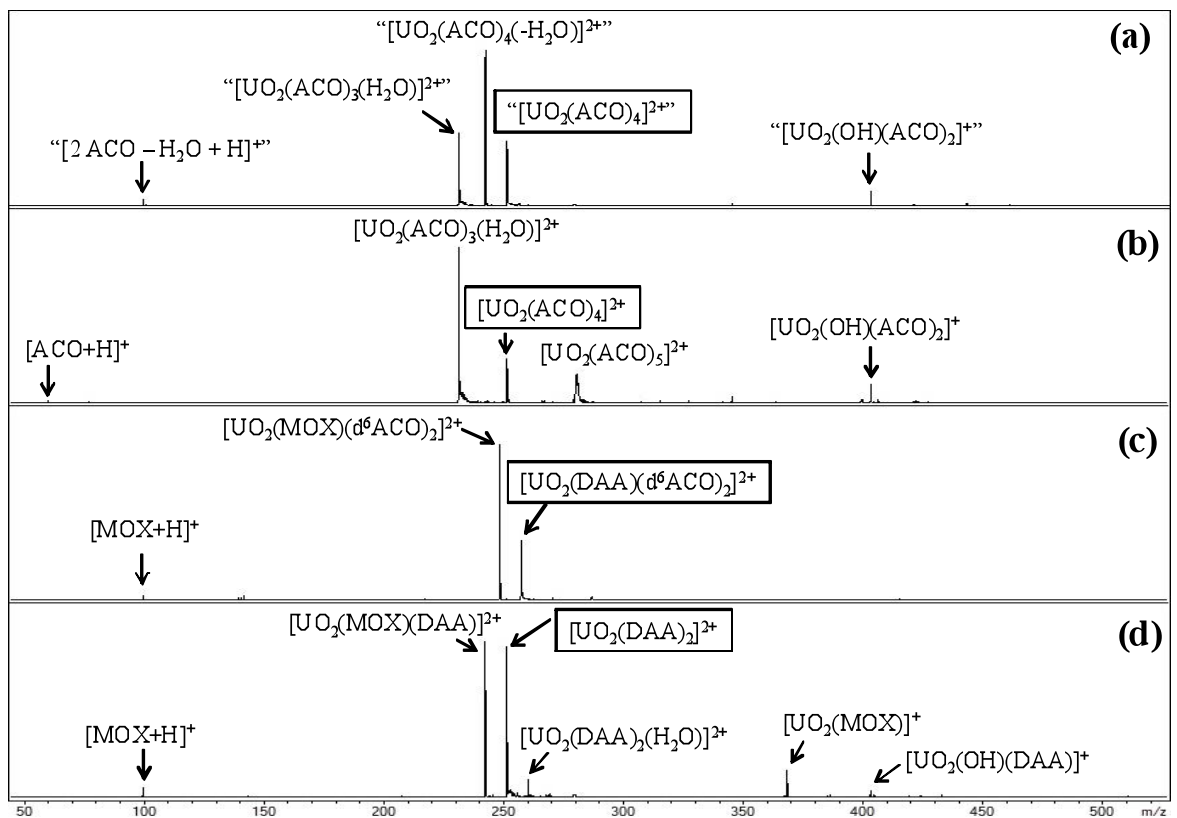 “[UO₂(ACO)₄(-H₂O)]²⁺”
(a)
“[UO₂(ACO)₃(H₂O)]²⁺”
“[UO₂(ACO)₄]²⁺”
“[2 ACO – H₂O + H]⁺”
“[UO₂(OH)(ACO)₂]⁺”
[UO₂(ACO)₃(H₂O)]²⁺
(b)
[UO₂(ACO)₄]²⁺
[ACO+H]⁺
[UO₂(ACO)₅]²⁺
[UO₂(OH)(ACO)₂]⁺
[UO₂(MOX)(d⁶ACO)₂]²⁺
(c)
[UO₂(DAA)(d⁶ACO)₂]²⁺
[MOX+H]⁺
[UO₂(MOX)(DAA)]²⁺
[UO₂(DAA)₂]²⁺
(d)
[MOX+H]⁺
[UO₂(DAA)₂(H₂O)]²⁺
[UO₂(MOX)]⁺
[UO₂(OH)(DAA)]⁺
50 100 150 200 250 300 350 400 450 500 m/z